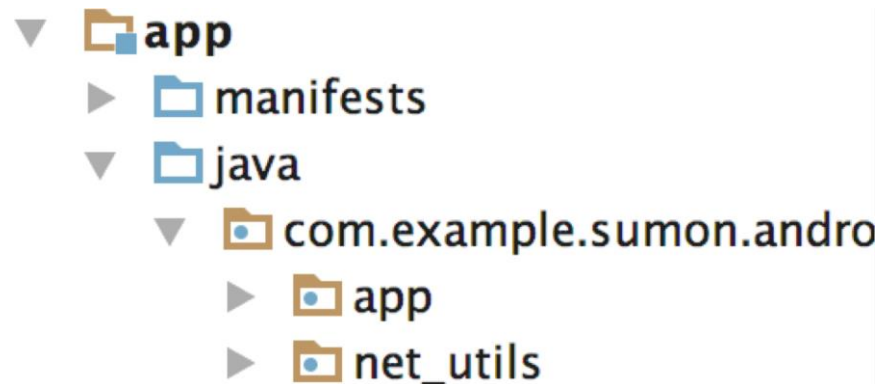 app
manifests
java
com.example.sumon.andro
app
net_utils